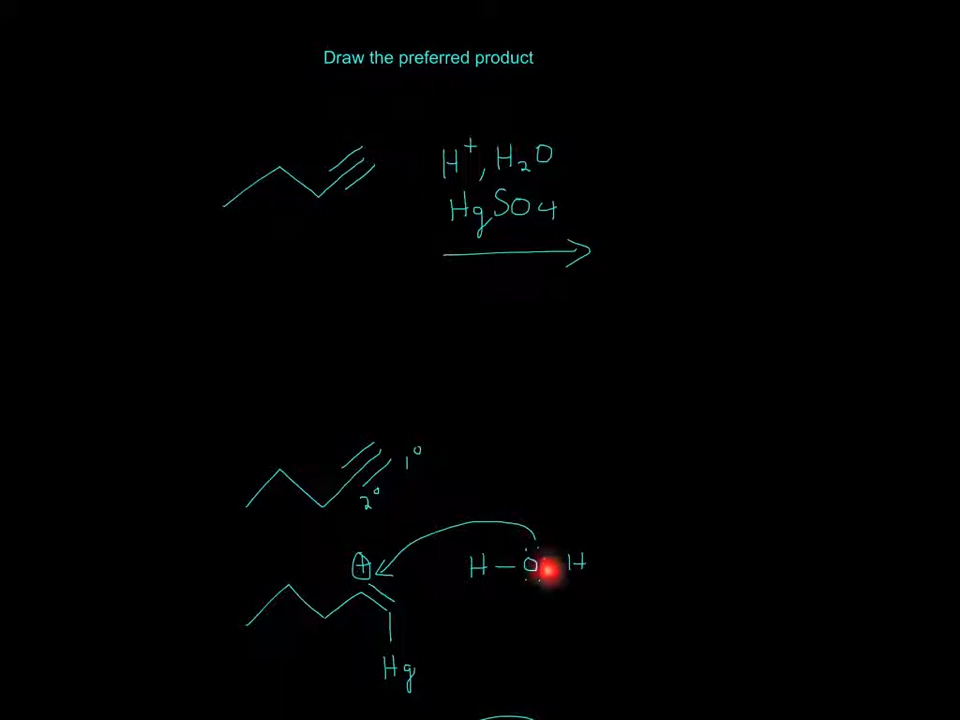 Draw the preferred product
H⁺, H₂O
HgSO₄
1°
2°
⊕ H — O H
Hg